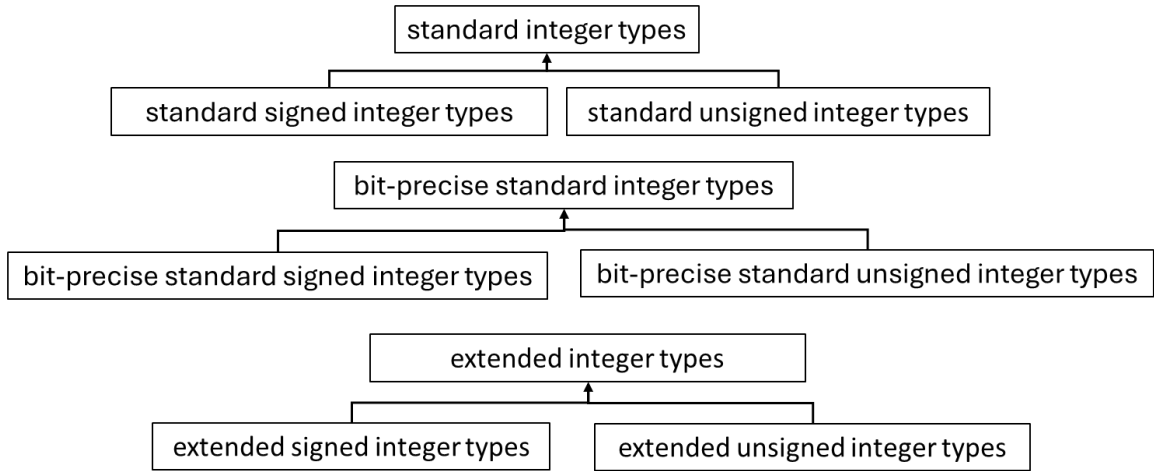 standard integer types
standard signed integer types
standard unsigned integer types
bit-precise standard integer types
bit-precise standard signed integer types
bit-precise standard unsigned integer types
extended integer types
extended signed integer types
extended unsigned integer types